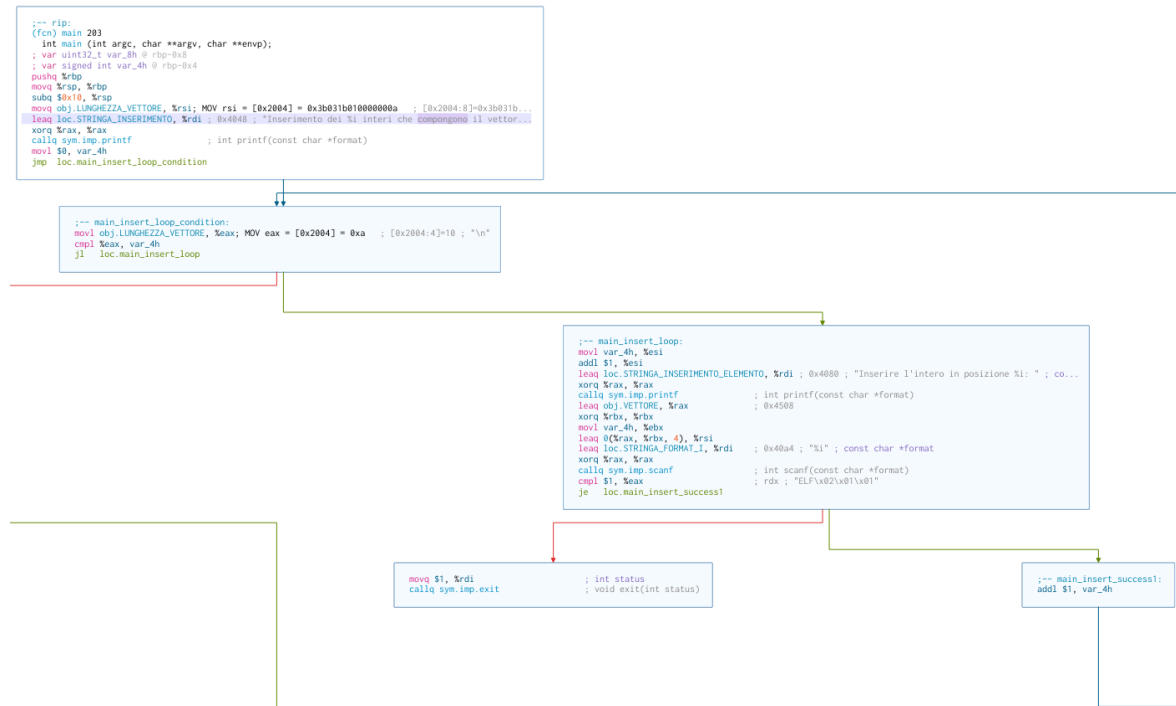 ;-- rip:
(fcn) main 203
int main (int argc, char **argv, char **envp);
; var uint32_t var_8h @ rbp-0x8
; var signed int var_4h @ rbp-0x4
pushq %rbp
movq %rsp, %rbp
subq $0x10, %rsp
movq obj.LUNGHEZZA_VETTORE, %rsi; MOV rsi = [0x2004] = 0x3b031b010000000a ; [0x2004:8]=0x3b031b...
leaq loc.STRINGA_INSERIMENTO, %rdi ; 0x4048 ; "Inserimento dei %i interi che compongono il vettor...
xorq %rax, %rax
callq sym.imp.printf ; int printf(const char *format)
movl $0, var_4h
jmp loc.main_insert_loop_condition
;-- main_insert_loop_condition:
movl obj.LUNGHEZZA_VETTORE, %eax; MOV eax = [0x2004] = 0xa ; [0x2004:4]=10 ; "\n"
cmpl %eax, var_4h
jl loc.main_insert_loop
;-- main_insert_loop:
movl var_4h, %esi
addl $1, %esi
leaq loc.STRINGA_INSERIMENTO_ELEMENTO, %rdi ; 0x4080 ; "Inserire l'intero in posizione %i: " ; co...
xorq %rax, %rax
callq sym.imp.printf ; int printf(const char *format)
leaq obj.VETTORE, %rax ; 0x4508
xorq %rbx, %rbx
movl var_4h, %ebx
leaq 0(%rax, %rbx, 4), %rsi
leaq loc.STRINGA_FORMAT_I, %rdi ; 0x40a4 ; "%i" ; const char *format
xorq %rax, %rax
callq sym.imp.scanf ; int scanf(const char *format)
cmpl $1, %eax ; rdx ; "ELF\x02\x01\x01"
je loc.main_insert_success1
movq $1, %rdi ; int status
callq sym.imp.exit ; void exit(int status)
;-- main_insert_success1:
addl $1, var_4h